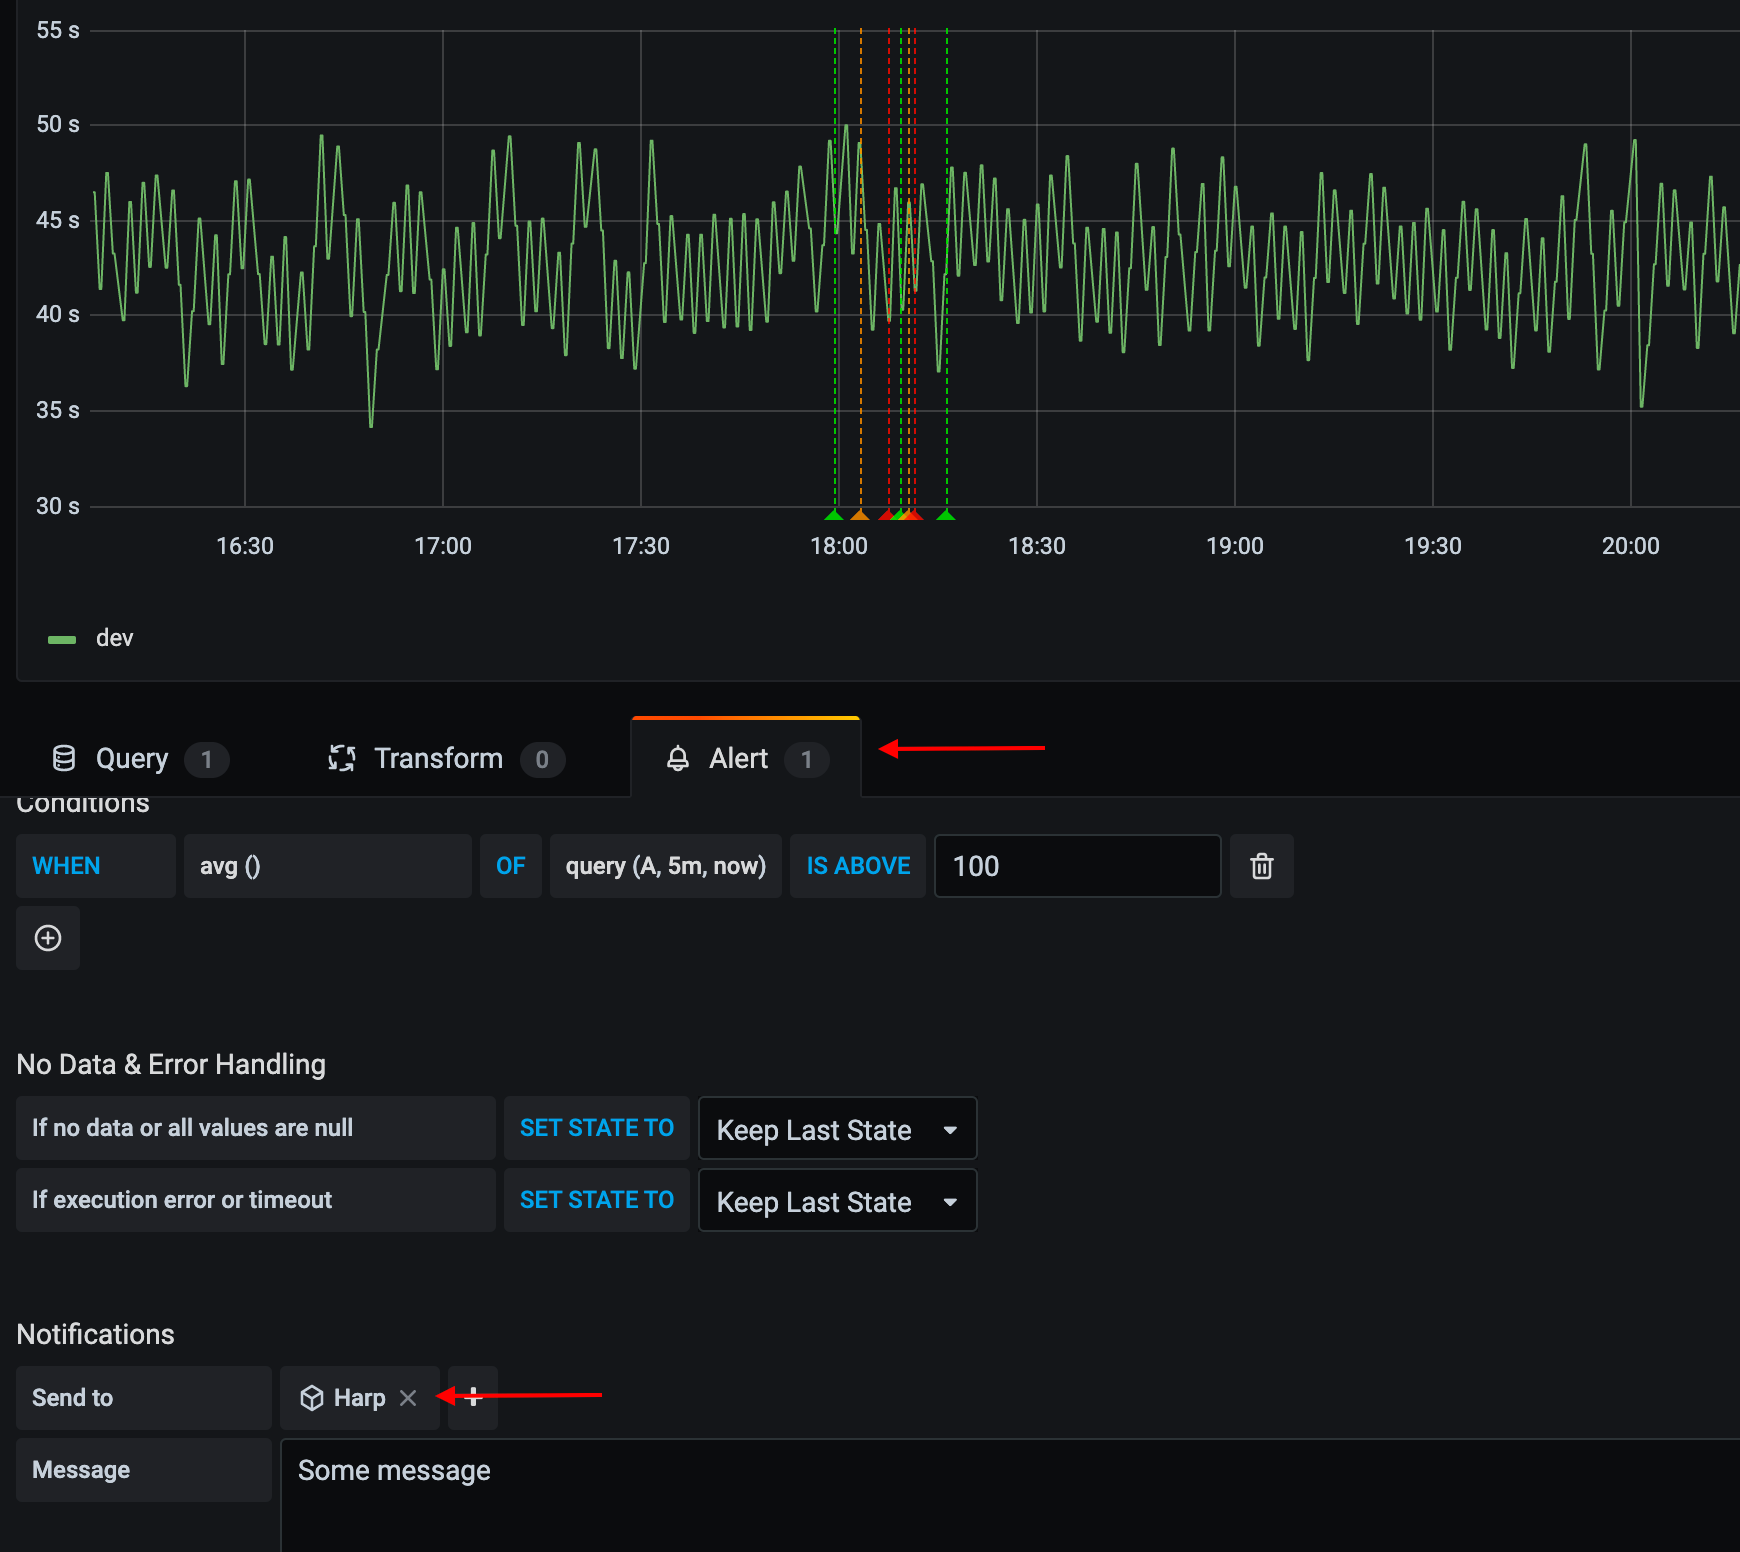 55 s
50 s
45 s
40 s
35 s
30 s
16:30 17:00 17:30 18:00 18:30 19:00 19:30 20:00
dev
Query 1 Transform 0 Alert 1
Conditions
WHEN avg () OF query (A, 5m, now) IS ABOVE 100
No Data & Error Handling
If no data or all values are null SET STATE TO Keep Last State
If execution error or timeout SET STATE TO Keep Last State
Notifications
Send to Harp
Message Some message